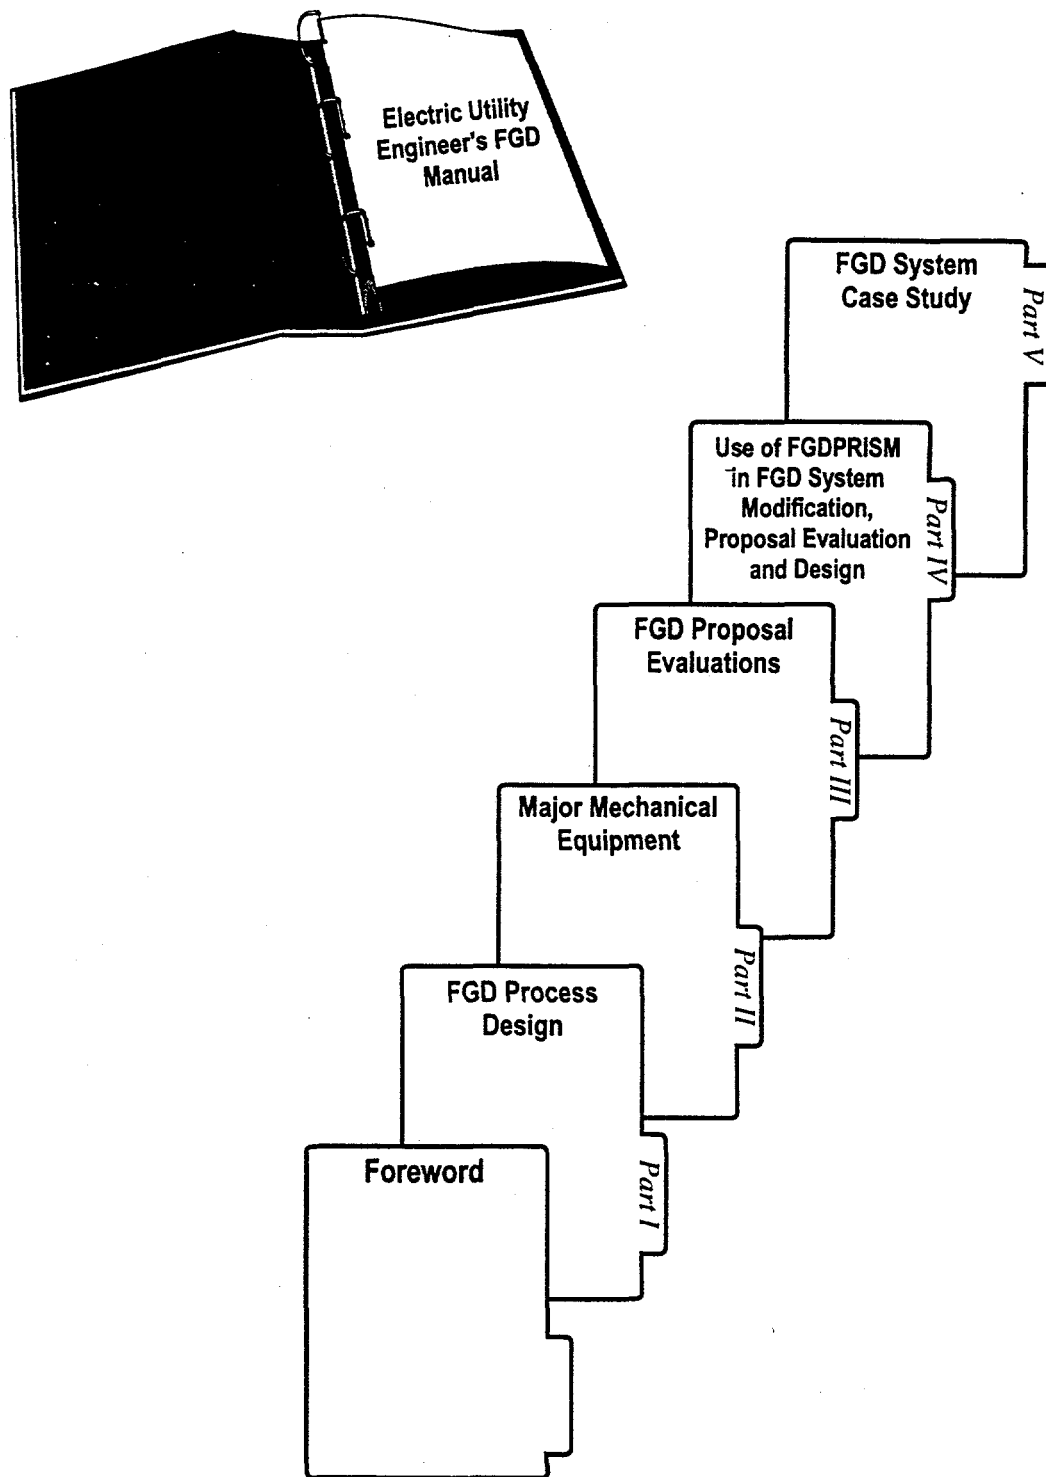 Electric Utility
Engineer's FGD
Manual
FGD System
Case Study
Part V
Use of FGDPRISM
in FGD System
Modification,
Proposal Evaluation
and Design
Part IV
FGD Proposal
Evaluations
Part III
Major Mechanical
Equipment
Part II
FGD Process
Design
Part I
Foreword